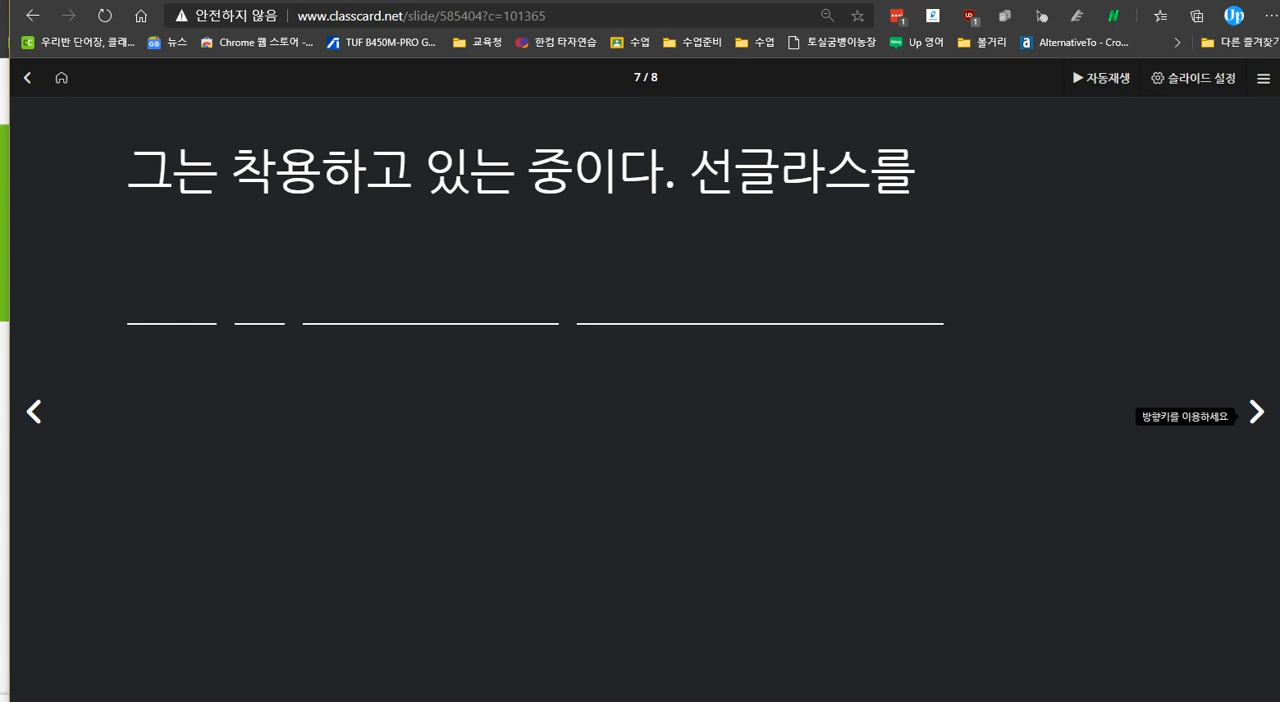 안전하지 않음 www.classcard.net/slide/585404?c=101365
우리반 단어장, 클래... 뉴스 Chrome 웹 스토어 -... TUF B450M-PRO G... 교육청 한컴 타자연습 수업 수업준비 수업 토실굼벵이농장 Up 영어 볼거리 AlternativeTo - Cro... 다른 즐겨찾기
7 / 8 자동재생 슬라이드 설정
그는 착용하고 있는 중이다. 선글라스를
방향키를 이용하세요